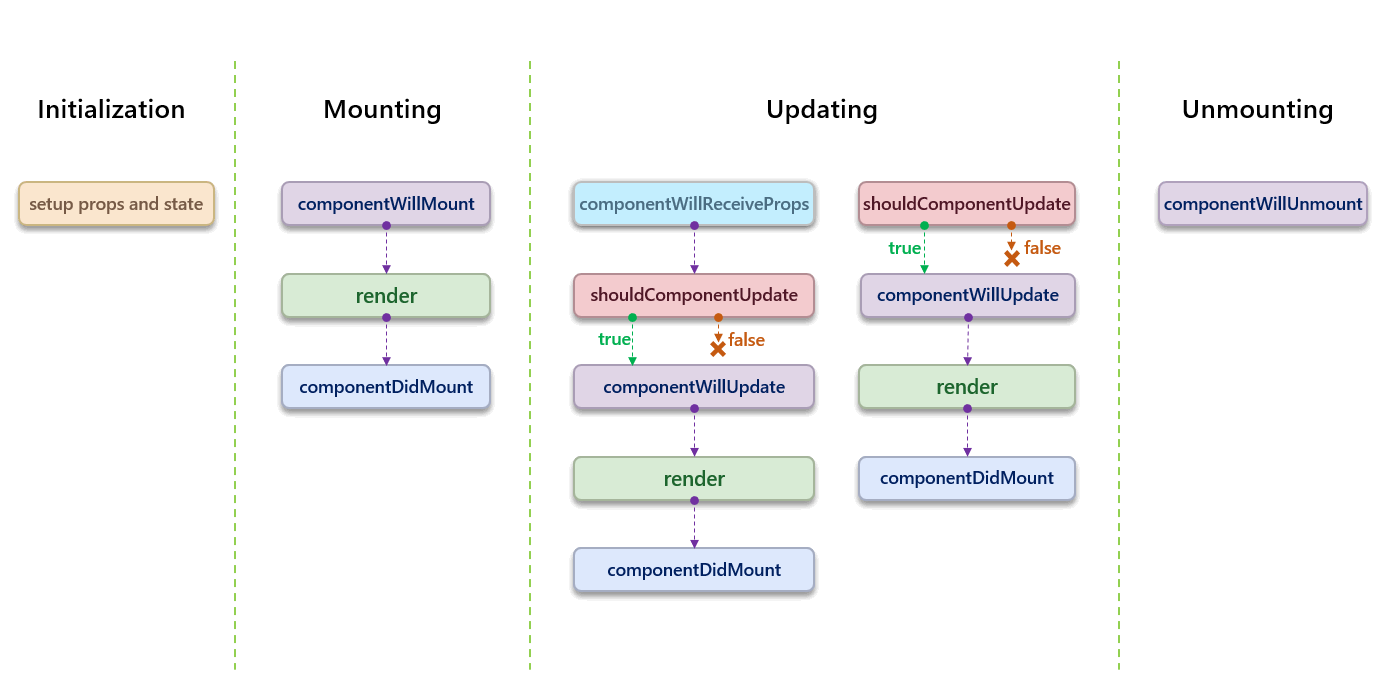 Initialization
setup props and state
Mounting
componentWillMount
render
componentDidMount
Updating
componentWillReceiveProps
shouldComponentUpdate
true
false
componentWillUpdate
render
componentDidMount
shouldComponentUpdate
true
false
componentWillUpdate
render
componentDidMount
Unmounting
componentWillUnmount